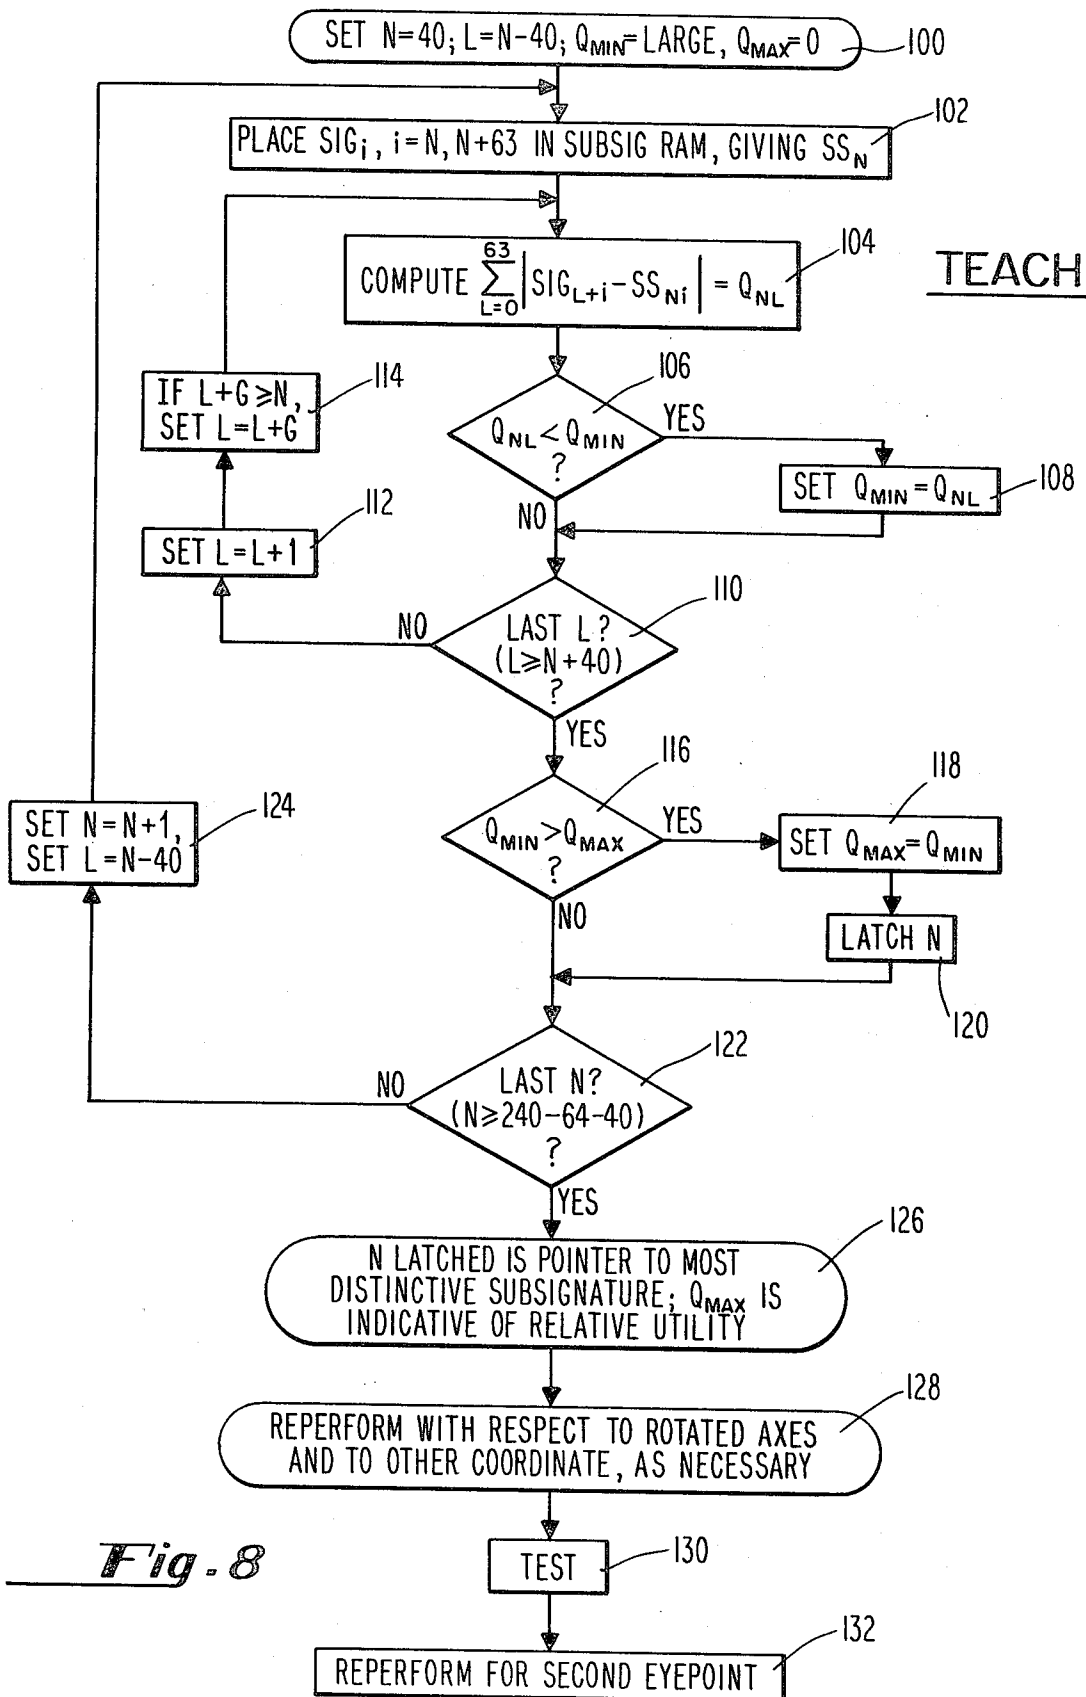 SET N=40; L=N-40; QMIN=LARGE, QMAX=0
100
102
PLACE SIGi, i=N, N+63 IN SUBSIG RAM, GIVING SSN
104
COMPUTE 63 Σ L=0 |SIGL+i-SSNi| = QNL
TEACH
106
114
IF L+G≥N,
SET L=L+G
QNL<QMIN
?
YES
108
SET QMIN=QNL
NO
112
SET L=L+1
110
NO
LAST L?
(L≥N+40)
?
YES
116
118
124
SET N=N+1,
SET L=N-40
QMIN>QMAX
?
YES
SET QMAX=QMIN
NO
LATCH N
120
122
NO
LAST N?
(N≥240-64-40)
?
YES
126
N LATCHED IS POINTER TO MOST
DISTINCTIVE SUBSIGNATURE; QMAX IS
INDICATIVE OF RELATIVE UTILITY
128
REPERFORM WITH RESPECT TO ROTATED AXES
AND TO OTHER COORDINATE, AS NECESSARY
Fig. 8
TEST
130
132
REPERFORM FOR SECOND EYEPOINT